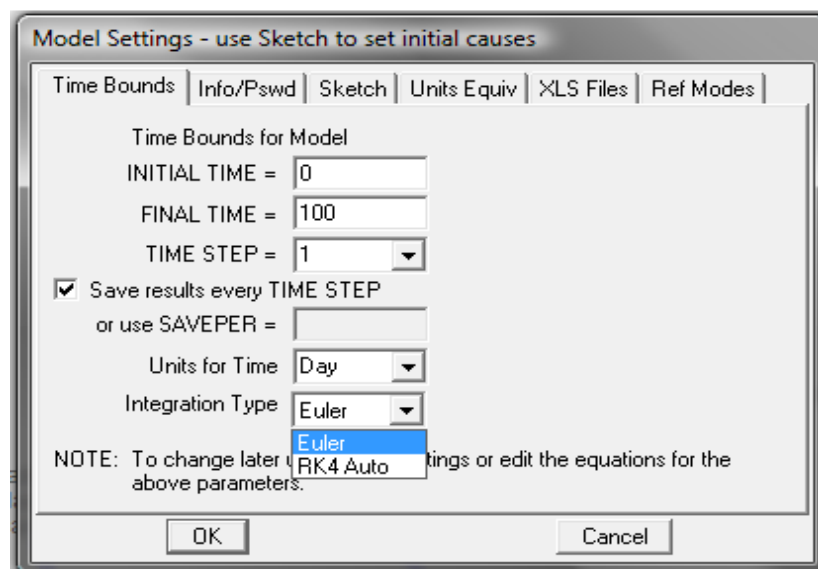 Model Settings - use Sketch to set initial causes
Time Bounds Info/Pswd Sketch Units Equiv XLS Files Ref Modes
Time Bounds for Model
INITIAL TIME = 0
FINAL TIME = 100
TIME STEP = 1
Save results every TIME STEP
or use SAVEPER =
Units for Time Day
Integration Type Euler
Euler
RK4 Auto
NOTE: To change later tings or edit the equations for the
above parameters.
OK Cancel